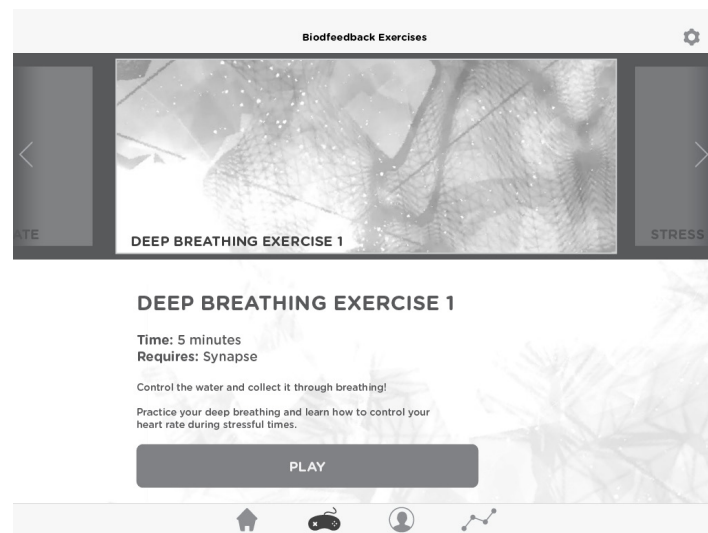 Biodfeedback Exercises
ATE
DEEP BREATHING EXERCISE 1
STRESS
DEEP BREATHING EXERCISE 1
Time: 5 minutes
Requires: Synapse
Control the water and collect it through breathing!
Practice your deep breathing and learn how to control your
heart rate during stressful times.
PLAY